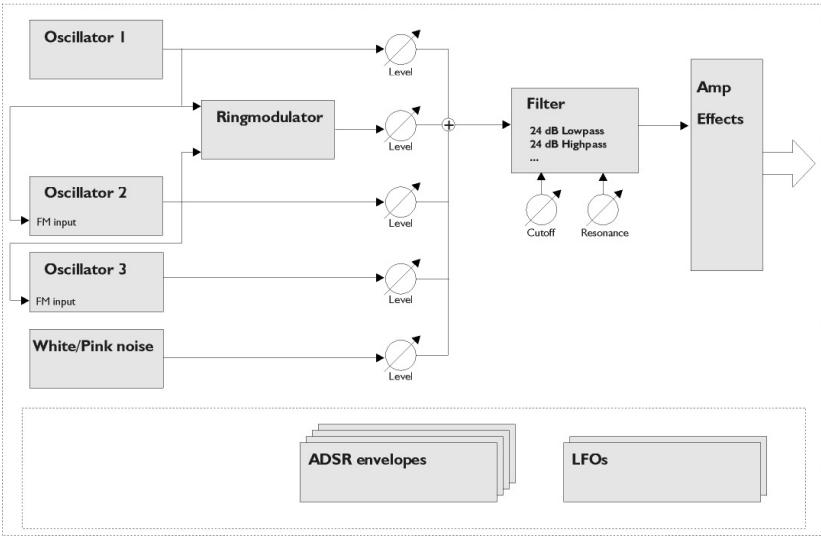 Oscillator 1
Level
Ringmodulator
Level
Filter
24 dB Lowpass
24 dB Highpass
...
Amp
Effects
Oscillator 2
FM input
Level
Cutoff
Resonance
Oscillator 3
FM input
Level
White/Pink noise
Level
ADSR envelopes
LFOs